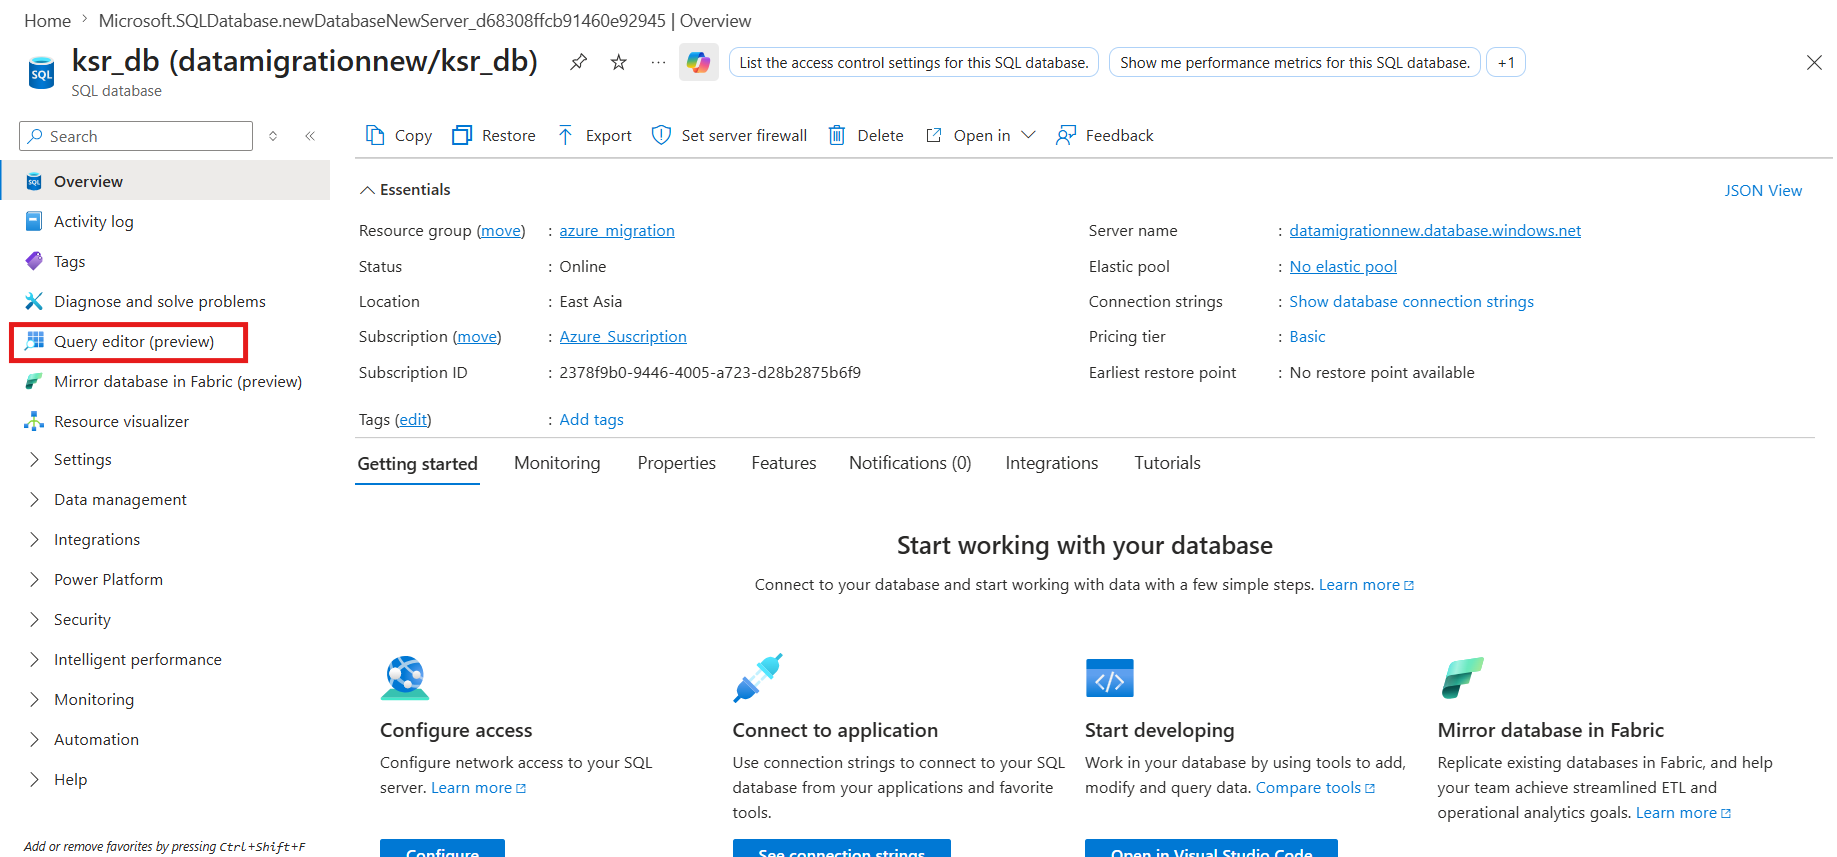 Home > Microsoft.SQLDatabase.newDatabaseNewServer_d68308ffcb91460e92945 | Overview
ksr_db (datamigrationnew/ksr_db)
SQL database
List the access control settings for this SQL database.
Show me performance metrics for this SQL database.
+1
Search
Copy
Restore
Export
Set server firewall
Delete
Open in
Feedback
Overview
Activity log
Tags
Diagnose and solve problems
Query editor (preview)
Mirror database in Fabric (preview)
Resource visualizer
Settings
Data management
Integrations
Power Platform
Security
Intelligent performance
Monitoring
Automation
Help
Add or remove favorites by pressing Ctrl+Shift+F
Essentials
JSON View
Resource group (move) : azure_migration
Status : Online
Location : East Asia
Subscription (move) : Azure_Suscription
Subscription ID : 2378f9b0-9446-4005-a723-d28b2875b6f9
Tags (edit) : Add tags
Server name : datamigrationnew.database.windows.net
Elastic pool : No elastic pool
Connection strings : Show database connection strings
Pricing tier : Basic
Earliest restore point : No restore point available
Getting started
Monitoring
Properties
Features
Notifications (0)
Integrations
Tutorials
Start working with your database
Connect to your database and start working with data with a few simple steps. Learn more
Configure access
Configure network access to your SQL
server. Learn more
Configure
Connect to application
Use connection strings to connect to your SQL
database from your applications and favorite
tools.
See connection strings
Start developing
Work in your database by using tools to add,
modify and query data. Compare tools
Open in Visual Studio Code
Mirror database in Fabric
Replicate existing databases in Fabric, and help
your team achieve streamlined ETL and
operational analytics goals. Learn more